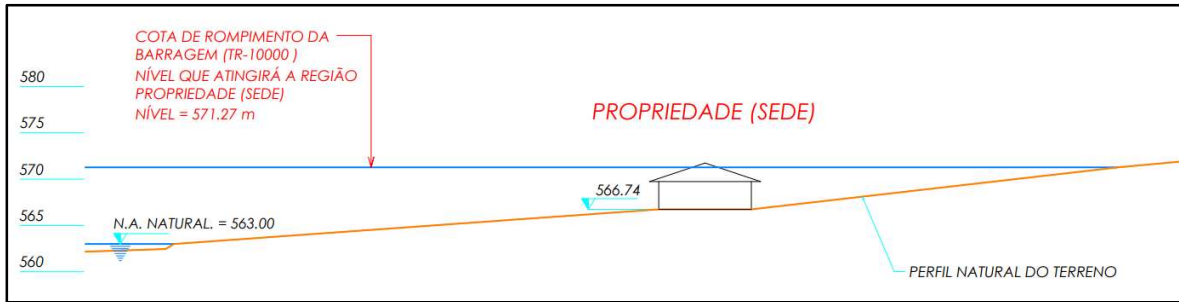 COTA DE ROMPIMENTO DA
BARRAGEM (TR-10000 )
NÍVEL QUE ATINGIRÁ A REGIÃO
PROPRIEDADE (SEDE)
NÍVEL = 571.27 m
PROPRIEDADE (SEDE)
580
575
570
565
560
566.74
N.A. NATURAL. = 563.00
PERFIL NATURAL DO TERRENO